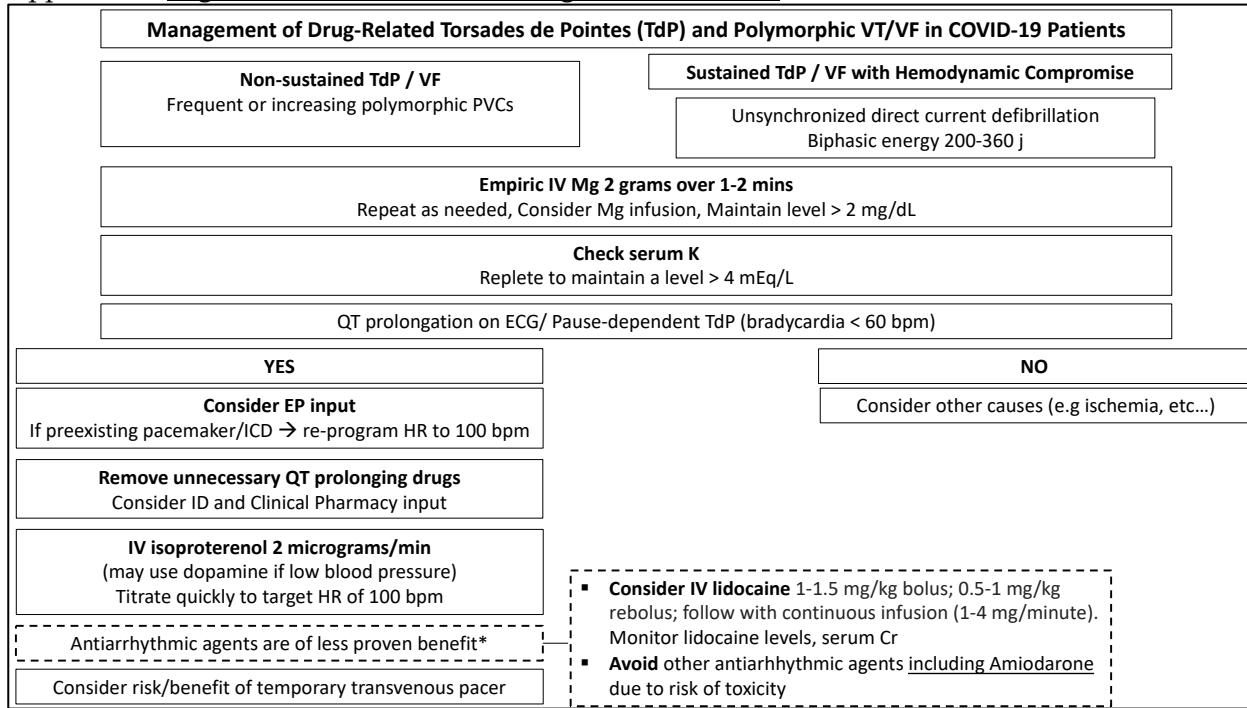 Management of Drug-Related Torsades de Pointes (TdP) and Polymorphic VT/VF in COVID-19 Patients
Non-sustained TdP / VF
Frequent or increasing polymorphic PVCs
Sustained TdP / VF with Hemodynamic Compromise
Unsynchronized direct current defibrillation
Biphasic energy 200-360 j
Empiric IV Mg 2 grams over 1-2 mins
Repeat as needed, Consider Mg infusion, Maintain level > 2 mg/dL
Check serum K
Replete to maintain a level > 4 mEq/L
QT prolongation on ECG/ Pause-dependent TdP (bradycardia < 60 bpm)
YES
NO
Consider EP input
If preexisting pacemaker/ICD → re-program HR to 100 bpm
Consider other causes (e.g ischemia, etc…)
Remove unnecessary QT prolonging drugs
Consider ID and Clinical Pharmacy input
IV isoproterenol 2 micrograms/min
(may use dopamine if low blood pressure)
Titrate quickly to target HR of 100 bpm
Antiarrhythmic agents are of less proven benefit*
▪ Consider IV lidocaine 1-1.5 mg/kg bolus; 0.5-1 mg/kg
rebolus; follow with continuous infusion (1-4 mg/minute).
Monitor lidocaine levels, serum Cr
▪ Avoid other antiarhhythmic agents including Amiodarone
due to risk of toxicity
Consider risk/benefit of temporary transvenous pacer